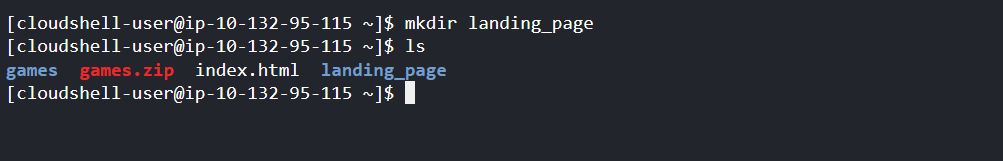 [cloudshell-user@ip-10-132-95-115 ~]$ mkdir landing_page
[cloudshell-user@ip-10-132-95-115 ~]$ ls
games  games.zip  index.html  landing_page
[cloudshell-user@ip-10-132-95-115 ~]$